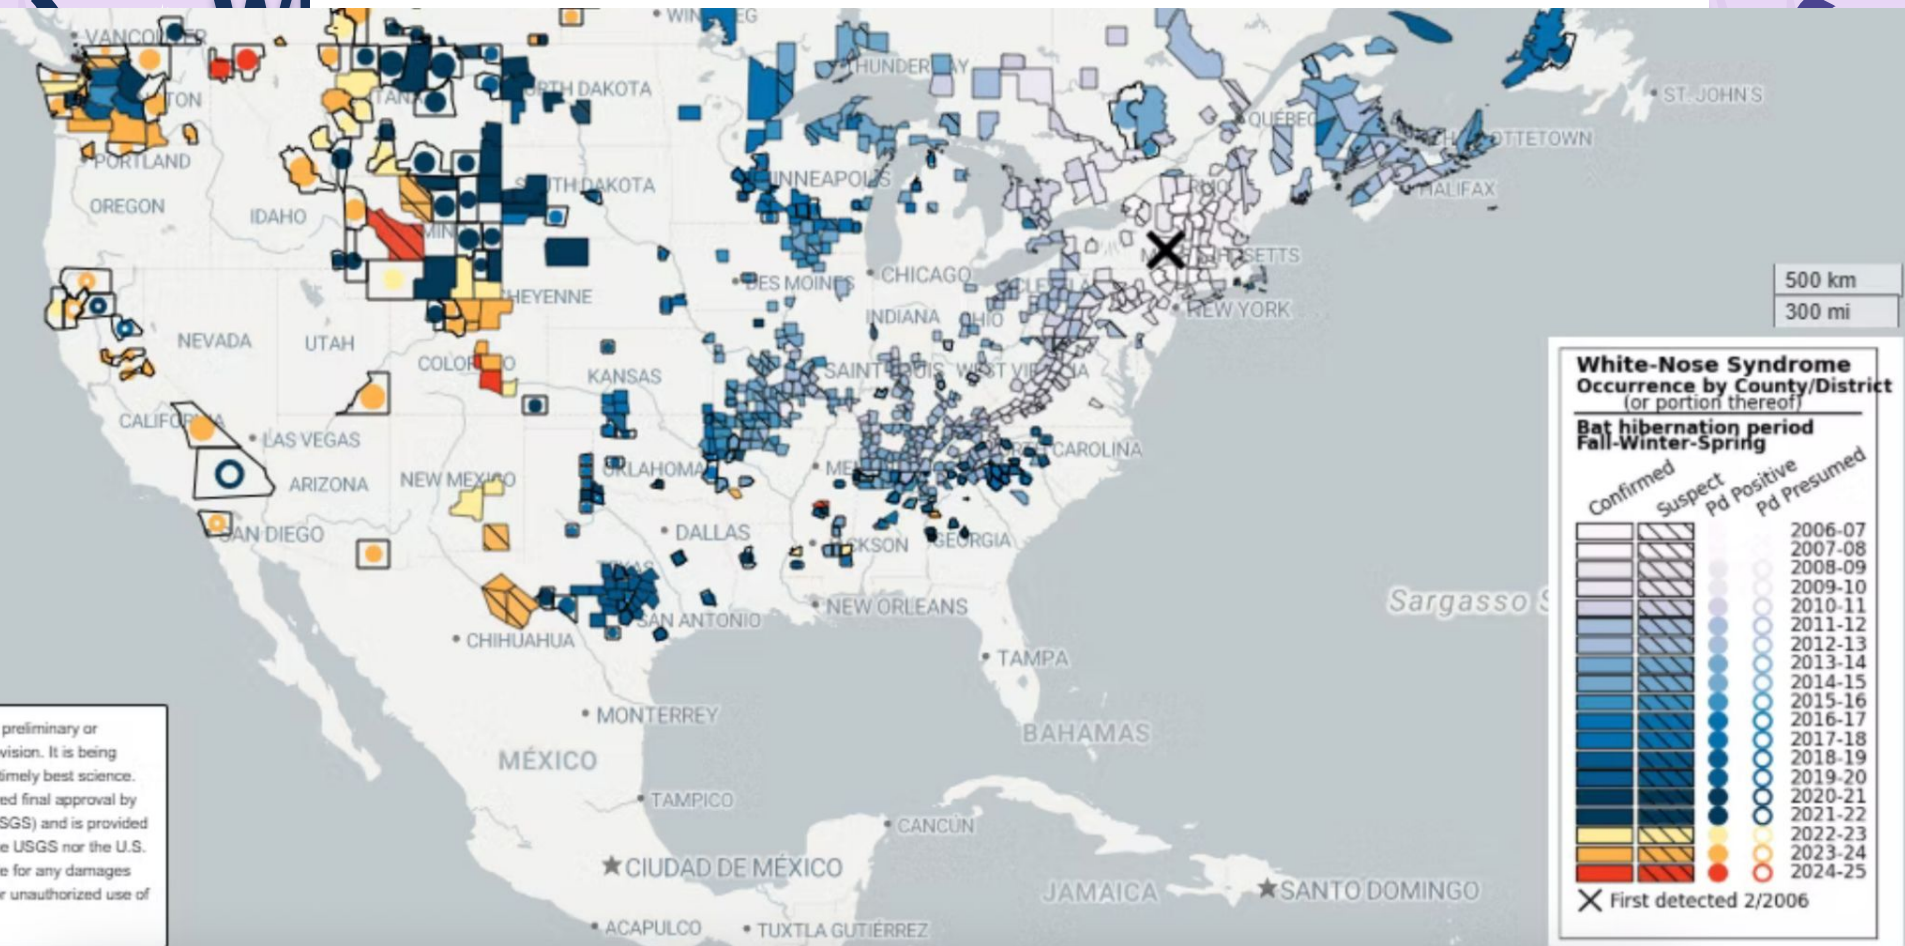 VANCOUVER
THUNDER BAY
ST. JOHN'S
NORTH DAKOTA
QUÉBEC
PORTLAND
OREGON
IDAHO
SOUTH DAKOTA
MINNEAPOLIS
HALIFAX
CHEYENNE
DES MOINES
CHICAGO
500 km
300 mi
NEVADA
UTAH
INDIANA
OHIO
NEW YORK
COLORADO
KANSAS
SAINT LOUIS
WEST VIRGINIA
CALIFORNIA
LAS VEGAS
ARIZONA
NEW MEXICO
OKLAHOMA
NORTH CAROLINA
SAN DIEGO
DALLAS
JACKSON
GEORGIA
TEXAS
NEW ORLEANS
SAN ANTONIO
CHIHUAHUA
Sargasso S
TAMPA
MONTERREY
BAHAMAS
MÉXICO
TAMPICO
CANCÚN
CIUDAD DE MÉXICO
JAMAICA
SANTO DOMINGO
ACAPULCO
TUXTLA GUTIÉRREZ
preliminary or
vision. It is being
timely best science.
ed final approval by
SGS) and is provided
e USGS nor the U.S.
e for any damages
r unauthorized use of
White-Nose Syndrome
Occurrence by County/District
(or portion thereof)
Bat hibernation period
Fall-Winter-Spring
Confirmed Suspect Pd Positive Pd Presumed
2006-07
2007-08
2008-09
2009-10
2010-11
2011-12
2012-13
2013-14
2014-15
2015-16
2016-17
2017-18
2018-19
2019-20
2020-21
2021-22
2022-23
2023-24
2024-25
First detected 2/2006